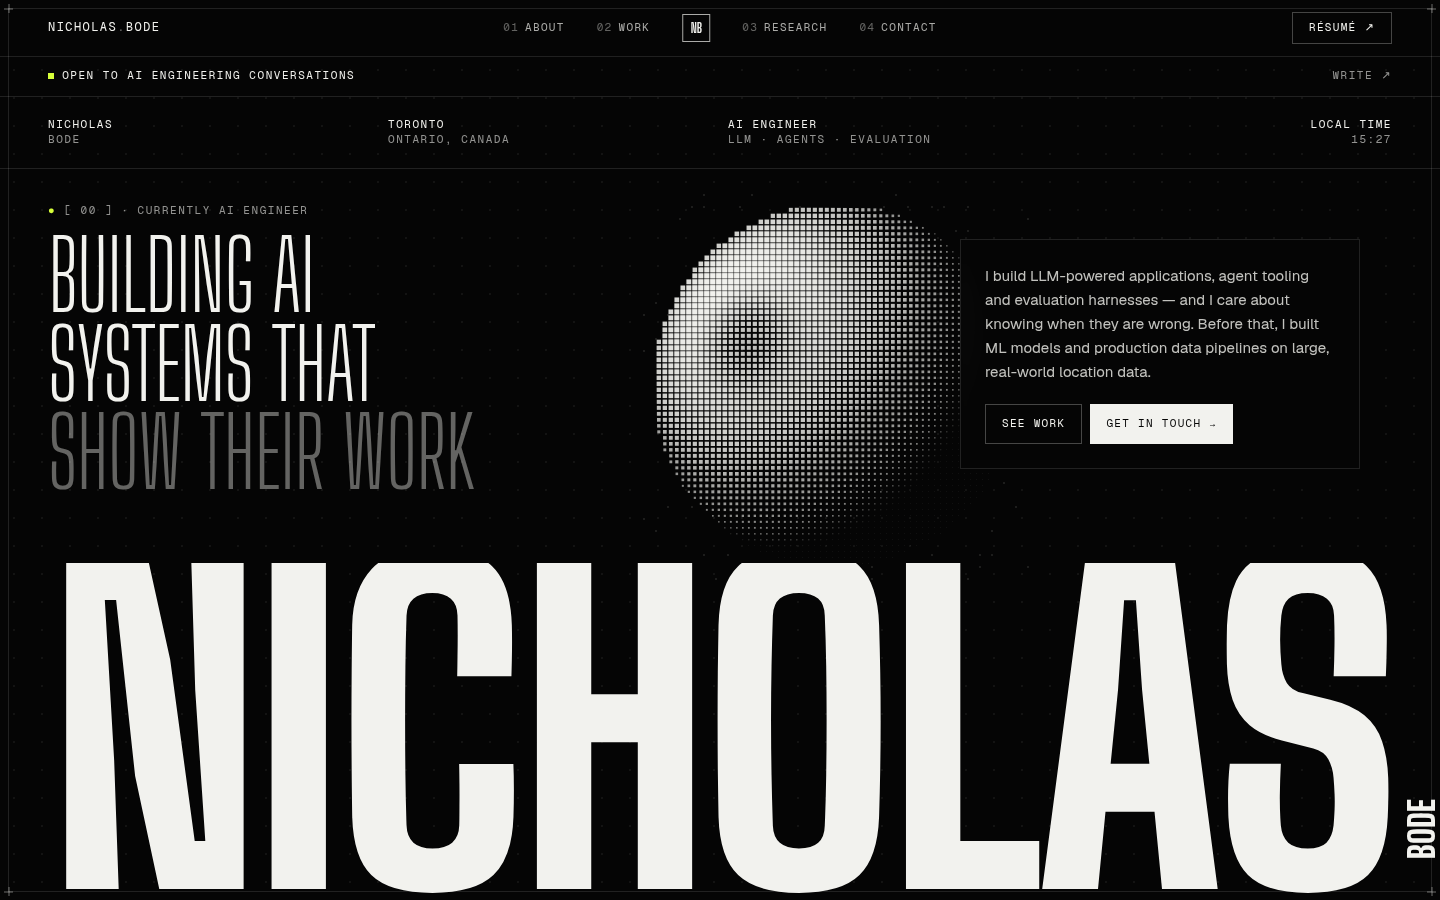 NICHOLAS.BODE
01 ABOUT 02 WORK NB 03 RESEARCH 04 CONTACT
RÉSUMÉ ↗
OPEN TO AI ENGINEERING CONVERSATIONS
WRITE ↗
NICHOLAS
BODE
TORONTO
ONTARIO, CANADA
AI ENGINEER
LLM · AGENTS · EVALUATION
LOCAL TIME
15:27
[ 00 ] · CURRENTLY AI ENGINEER
BUILDING AI
SYSTEMS THAT
SHOW THEIR WORK
I build LLM-powered applications, agent tooling
and evaluation harnesses — and I care about
knowing when they are wrong. Before that, I built
ML models and production data pipelines on large,
real-world location data.
SEE WORK
GET IN TOUCH →
NICHOLAS
BODE